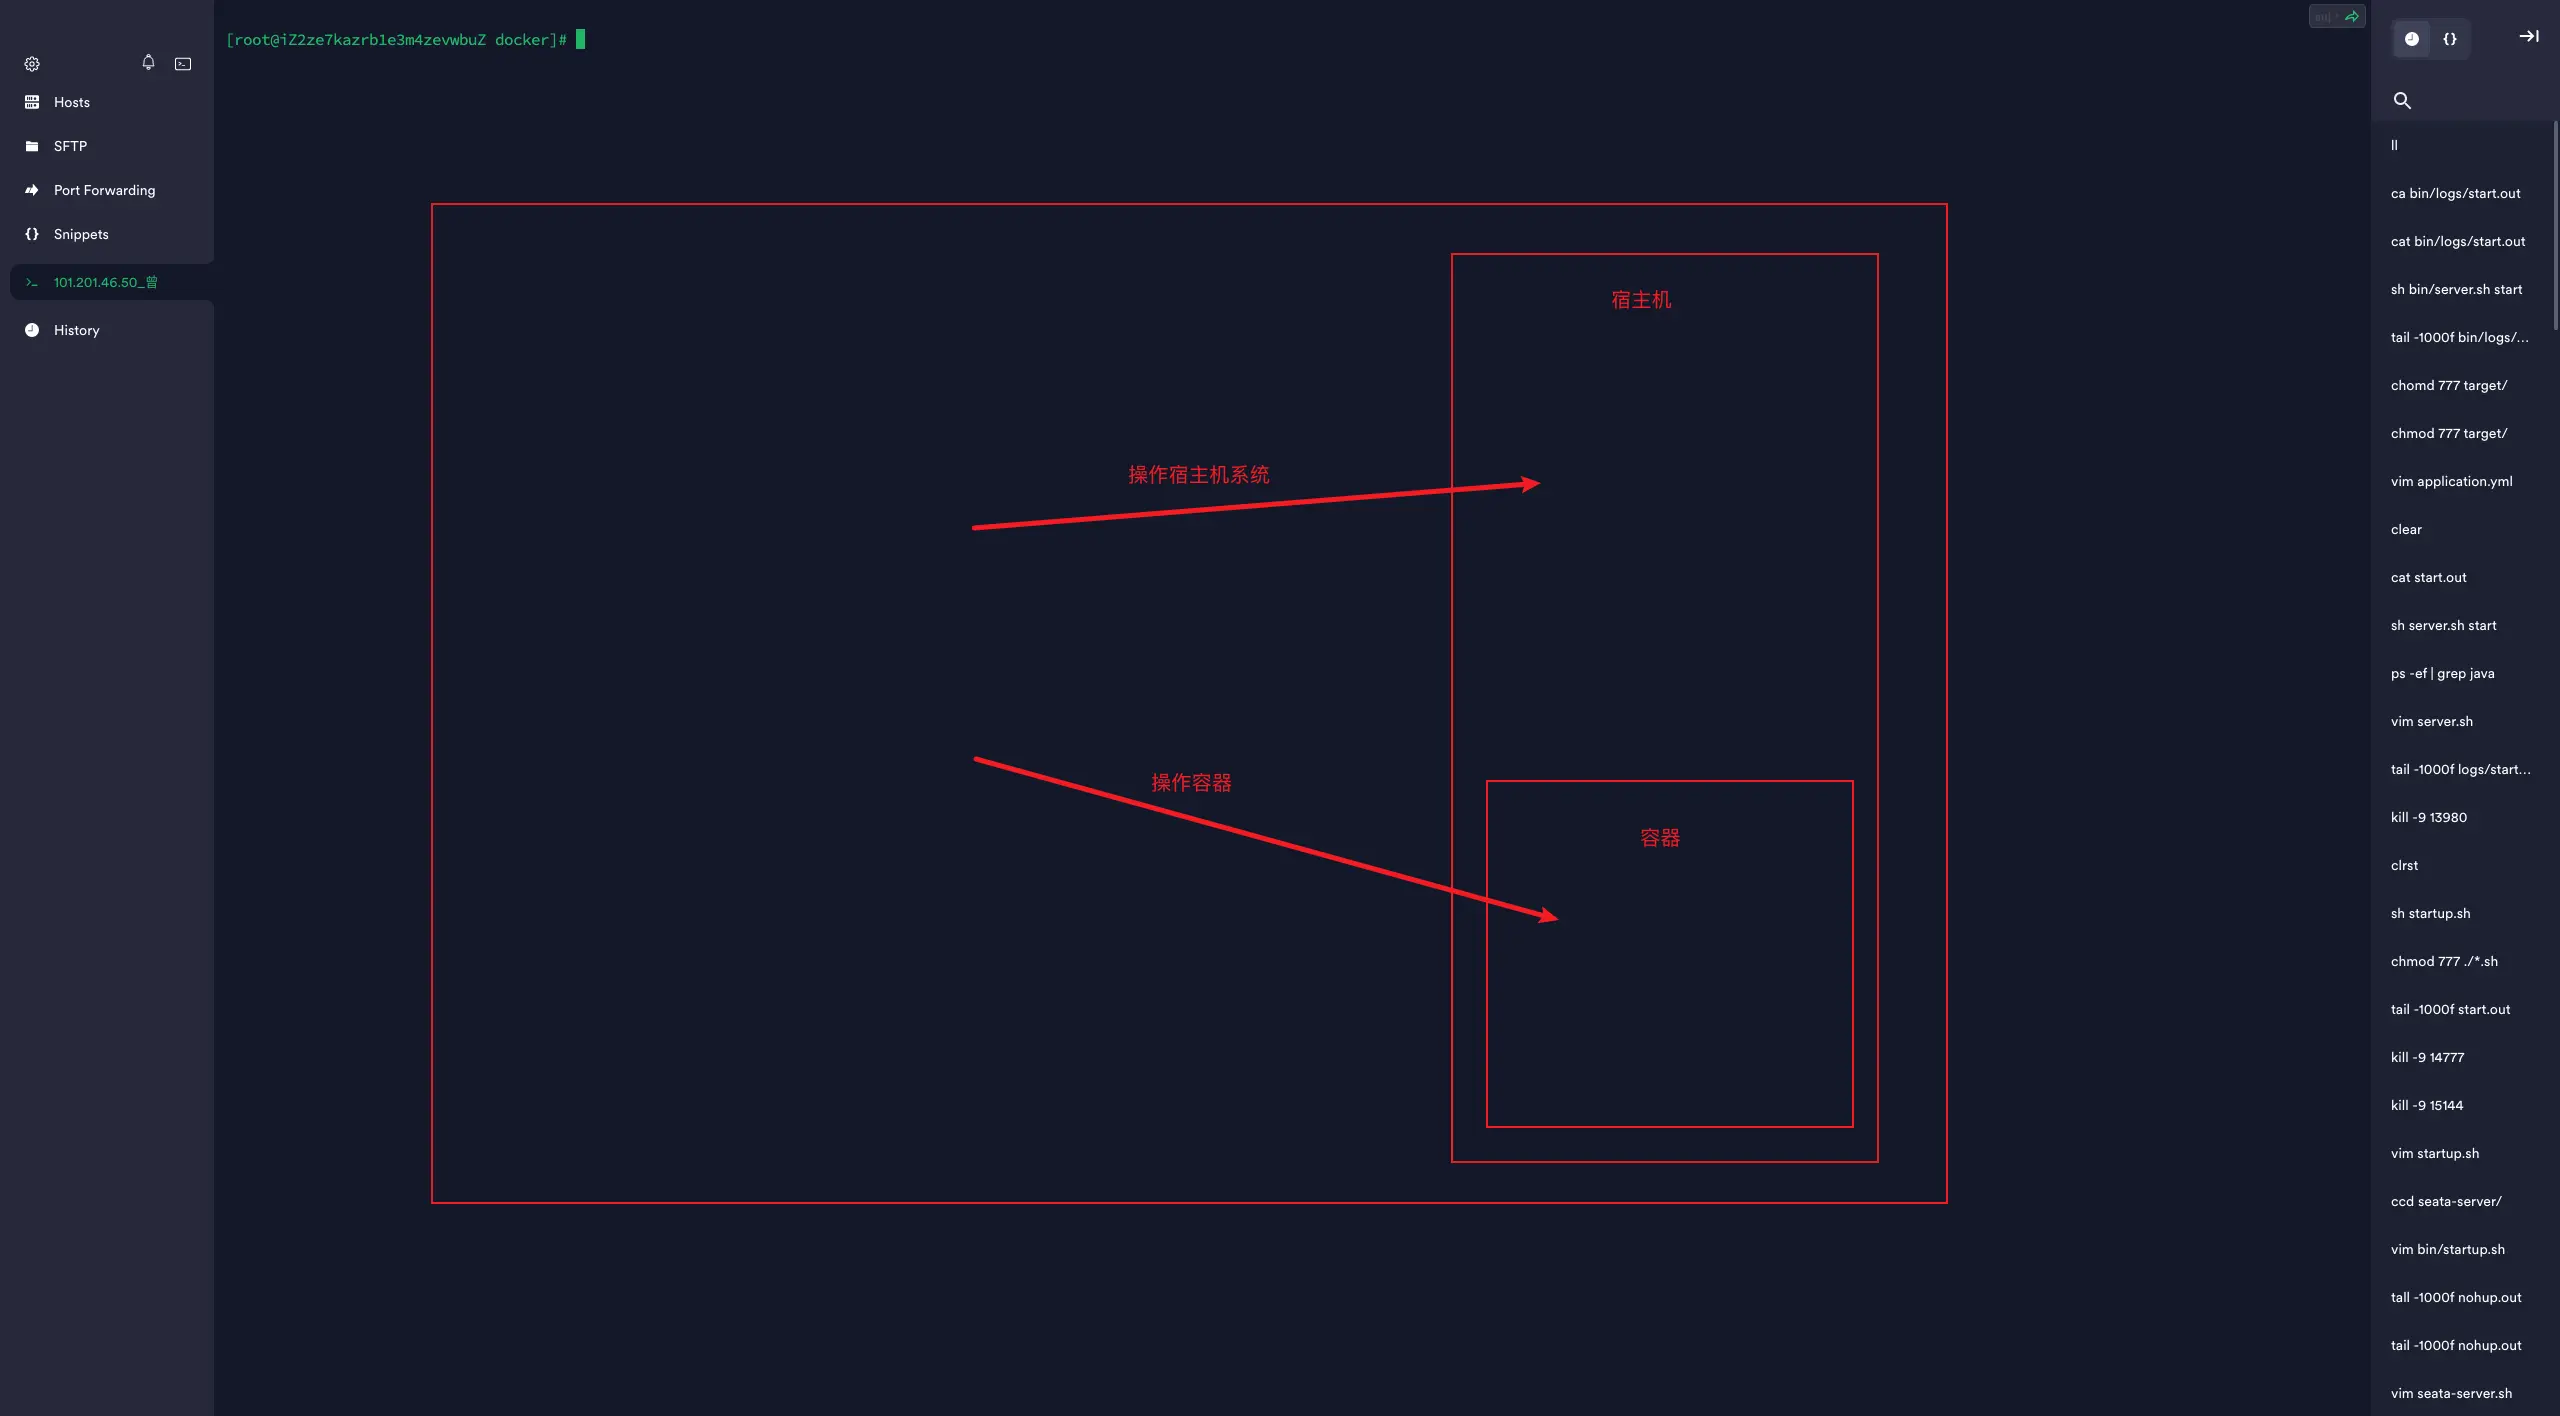 [root@iZ2ze7kazrb1e3m4zevwbuZ docker]#
Hosts
SFTP
Port Forwarding
{} Snippets
>_ 101.201.46.50_曾
History
宿主机
操作宿主机系统
操作容器
容器
{}
ll
ca bin/logs/start.out
cat bin/logs/start.out
sh bin/server.sh start
tail -1000f bin/logs/...
chomd 777 target/
chmod 777 target/
vim application.yml
clear
cat start.out
sh server.sh start
ps -ef | grep java
vim server.sh
tail -1000f logs/start...
kill -9 13980
clrst
sh startup.sh
chmod 777 ./*.sh
tail -1000f start.out
kill -9 14777
kill -9 15144
vim startup.sh
ccd seata-server/
vim bin/startup.sh
tall -1000f nohup.out
tail -1000f nohup.out
vim seata-server.sh